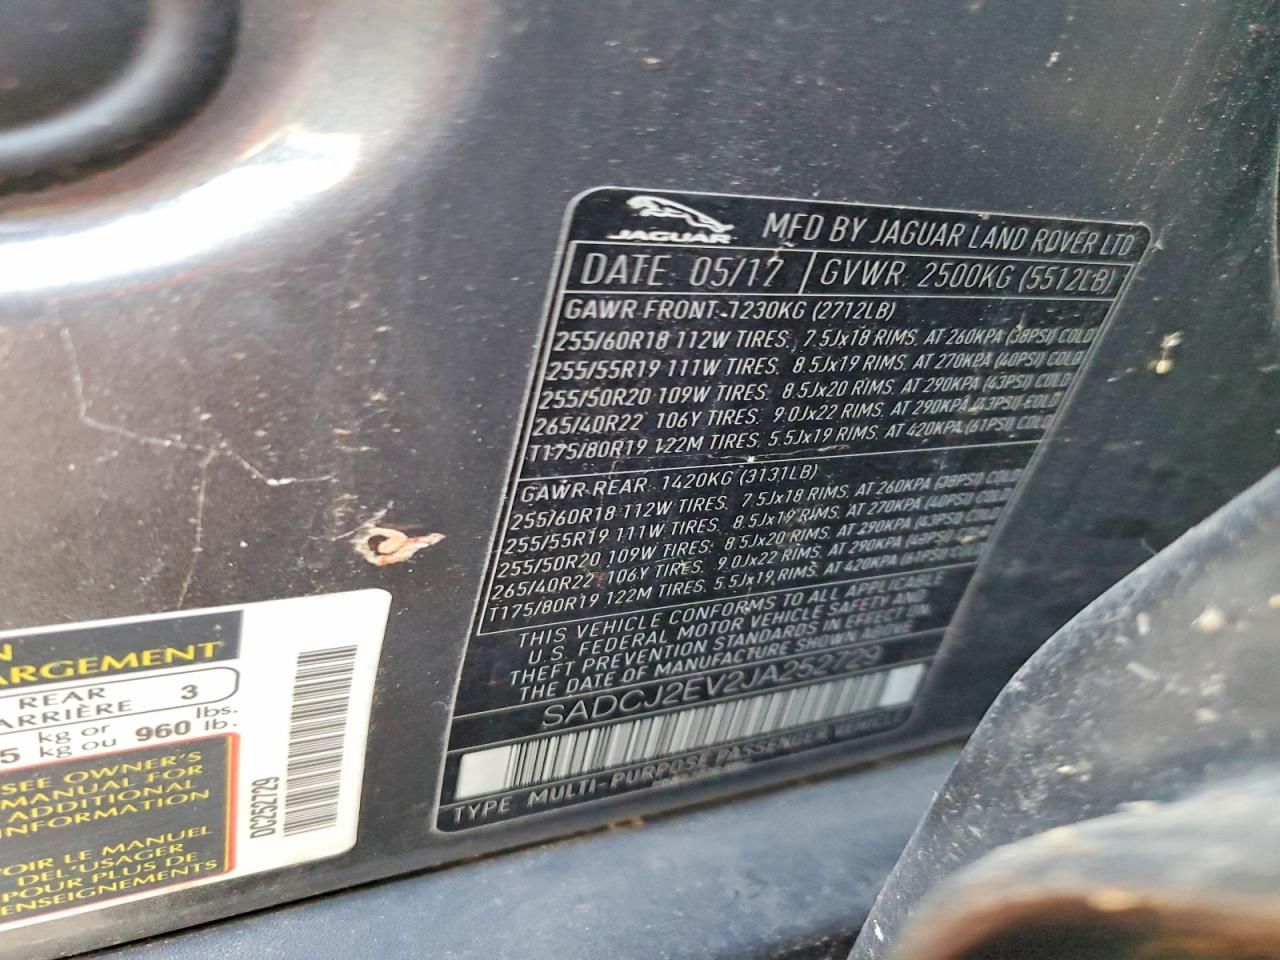 JAGUAR MFD BY JAGUAR LAND ROVER LTD
DATE: 05/17 GVWR: 2500KG (5512LB)
GAWR FRONT: 1230KG (2712LB)
255/60R18 112W TIRES, 7.5Jx18 RIMS, AT 260KPA (38PSI) COLD
255/55R19 111W TIRES, 8.5Jx19 RIMS, AT 270KPA (40PSI) COLD
255/50R20 109W TIRES, 8.5Jx20 RIMS, AT 290KPA (43PSI) COLD
265/40R22 106Y TIRES, 9.0Jx22 RIMS, AT 290KPA (43PSI) COLD
T175/80R19 122M TIRES, 5.5Jx19 RIMS, AT 420KPA (61PSI) COLD
GAWR REAR: 1420KG (3131LB)
255/60R18 112W TIRES, 7.5Jx18 RIMS, AT 260KPA (38PSI) COLD
255/55R19 111W TIRES, 8.5Jx19 RIMS, AT 270KPA (40PSI) COLD
255/50R20 109W TIRES, 8.5Jx20 RIMS, AT 290KPA (43PSI) COLD
265/40R22 106Y TIRES, 9.0Jx22 RIMS, AT 290KPA (43PSI) COLD
T175/80R19 122M TIRES, 5.5Jx19 RIMS, AT 420KPA (61PSI) COLD
THIS VEHICLE CONFORMS TO ALL APPLICABLE
U.S. FEDERAL MOTOR VEHICLE SAFETY AND
THEFT PREVENTION STANDARDS IN EFFECT ON
THE DATE OF MANUFACTURE SHOWN ABOVE
SADCJ2EV2JA252729
TYPE MULTI-PURPOSE PASSENGER VEHICLE
N
ARGEMENT
REAR 3
ARRIÈRE
5 kg or 960 lbs.
kg ou lb.
SEE OWNER'S
MANUAL FOR
ADDITIONAL
INFORMATION
VOIR LE MANUEL
DEL'USAGER
POUR PLUS DE
RENSEIGNEMENTS
DC252729